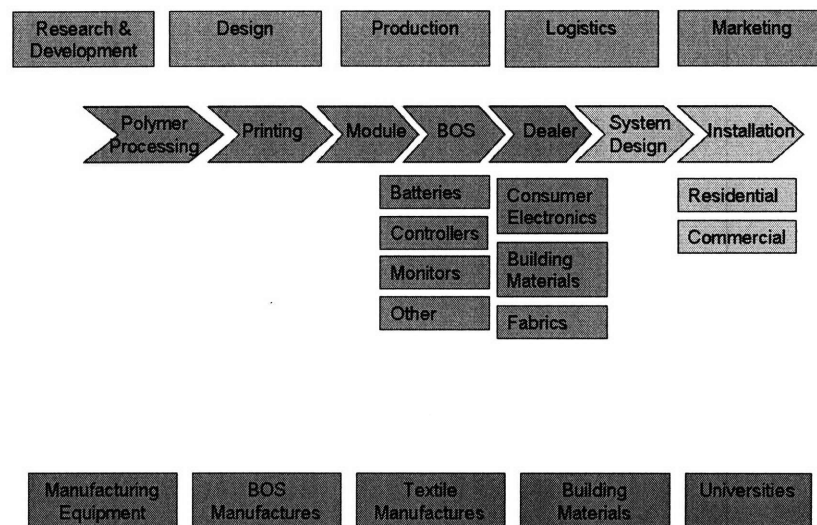 Research &
Development
Design
Production
Logistics
Marketing
Polymer
Processing
Printing
Module
BOS
Dealer
System
Design
Installation
Batteries
Controllers
Monitors
Other
Consumer
Electronics
Building
Materials
Fabrics
Residential
Commercial
Manufacturing
Equipment
BOS
Manufactures
Textile
Manufactures
Building
Materials
Universities